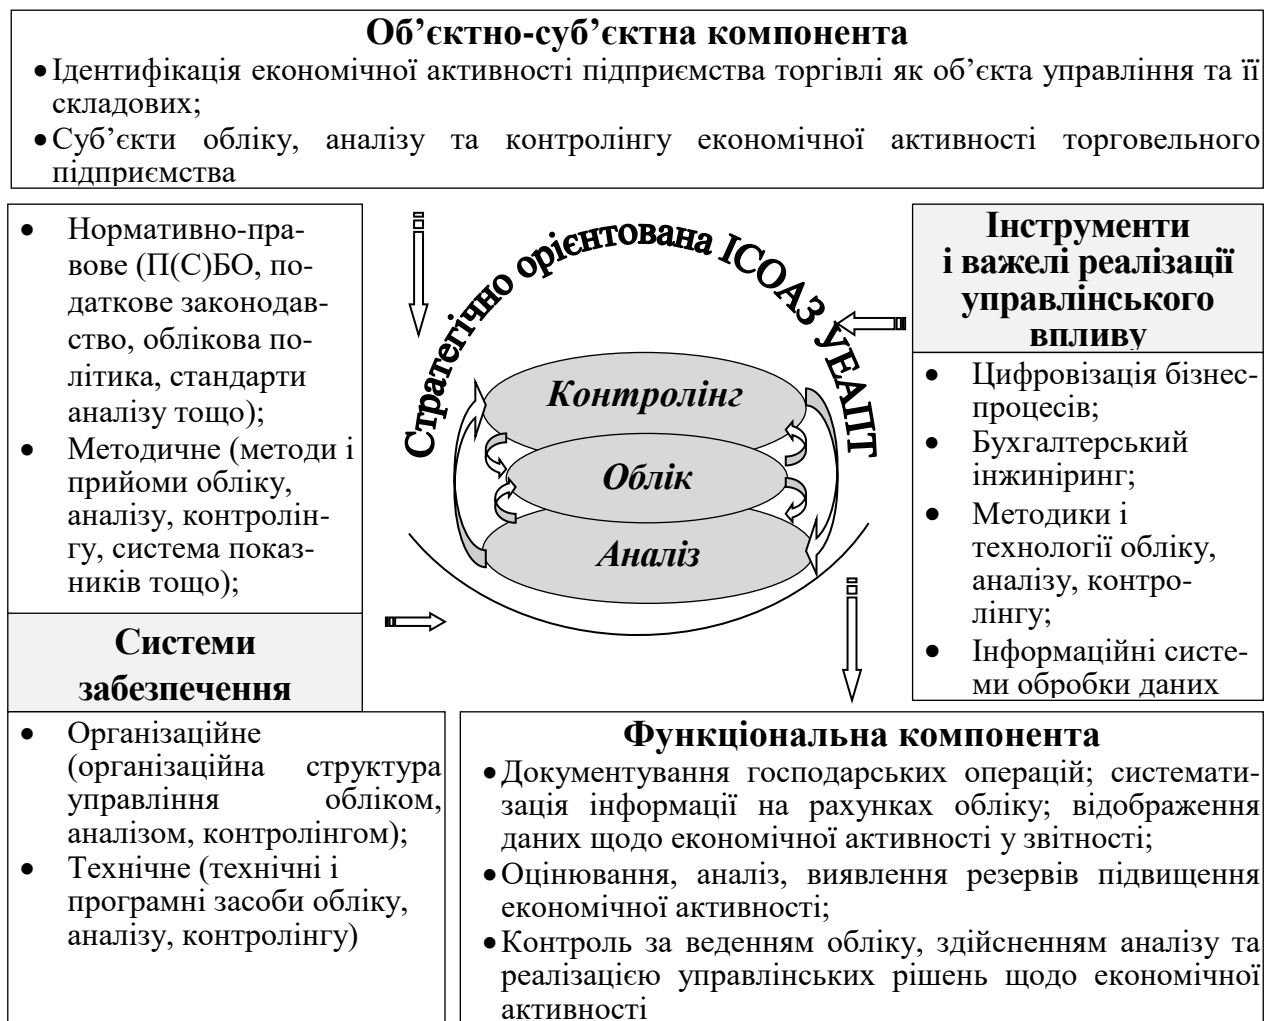 Об’єктно-суб’єктна компонента
•Ідентифікація економічної активності підприємства торгівлі як об’єкта управління та її
складових;
•Суб’єкти обліку, аналізу та контролінгу економічної активності торговельного
підприємства
• Нормативно-пра-
вове (П(С)БО, по-
даткове законодав-
ство, облікова по-
літика, стандарти
аналізу тощо);
• Методичне (методи і
прийоми обліку,
аналізу, контролін-
гу, система показ-
ників тощо);
Системи
забезпечення
• Організаційне
(організаційна структура
управління обліком,
аналізом, контролінгом);
• Технічне (технічні і
програмні засоби обліку,
аналізу, контролінгу)
Стратегічно орієнтована ІСОАЗ УЕАПТ
Контролінг
Облік
Аналіз
Інструменти
і важелі реалізації
управлінського
впливу
• Цифровізація бізнес-
процесів;
• Бухгалтерський
інжиніринг;
• Методики і
технології обліку,
аналізу, контро-
лінгу;
• Інформаційні систе-
ми обробки даних
Функціональна компонента
•Документування господарських операцій; системати-
зація інформації на рахунках обліку; відображення
даних щодо економічної активності у звітності;
•Оцінювання, аналіз, виявлення резервів підвищення
економічної активності;
•Контроль за веденням обліку, здійсненням аналізу та
реалізацією управлінських рішень щодо економічної
активності